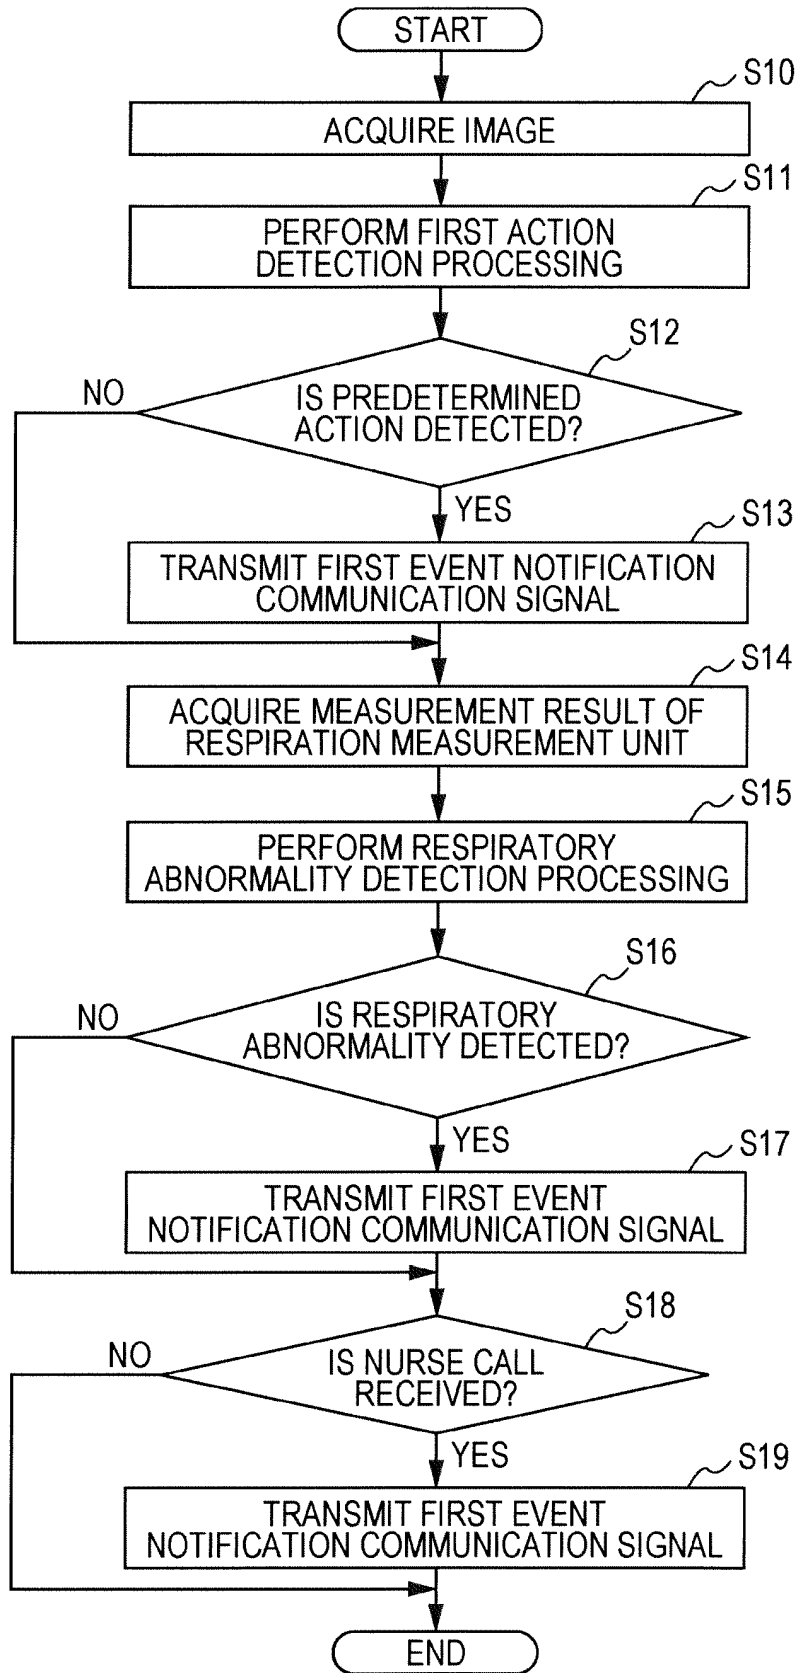 START
S10
ACQUIRE IMAGE
S11
PERFORM FIRST ACTION
DETECTION PROCESSING
S12
NO
IS PREDETERMINED
ACTION DETECTED?
YES
S13
TRANSMIT FIRST EVENT NOTIFICATION
COMMUNICATION SIGNAL
S14
ACQUIRE MEASUREMENT RESULT OF
RESPIRATION MEASUREMENT UNIT
S15
PERFORM RESPIRATORY
ABNORMALITY DETECTION PROCESSING
S16
NO
IS RESPIRATORY
ABNORMALITY DETECTED?
YES
S17
TRANSMIT FIRST EVENT
NOTIFICATION COMMUNICATION SIGNAL
S18
NO
IS NURSE CALL
RECEIVED?
YES
S19
TRANSMIT FIRST EVENT
NOTIFICATION COMMUNICATION SIGNAL
END